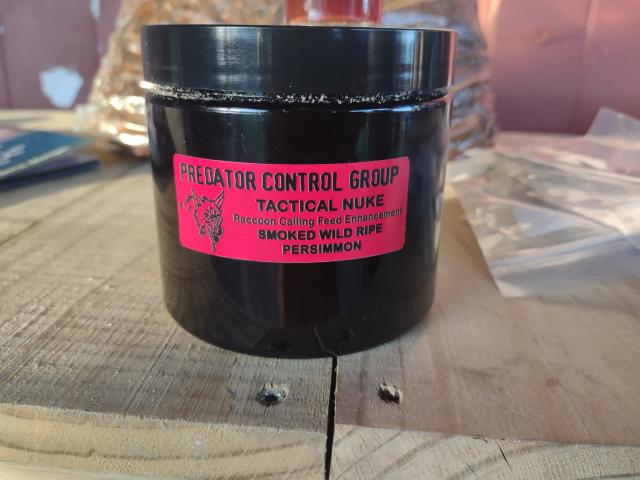 PREDATOR CONTROL GROUP
TACTICAL NUKE
Raccoon Calling Feed Enhancement
SMOKED WILD RIPE
PERSIMMON